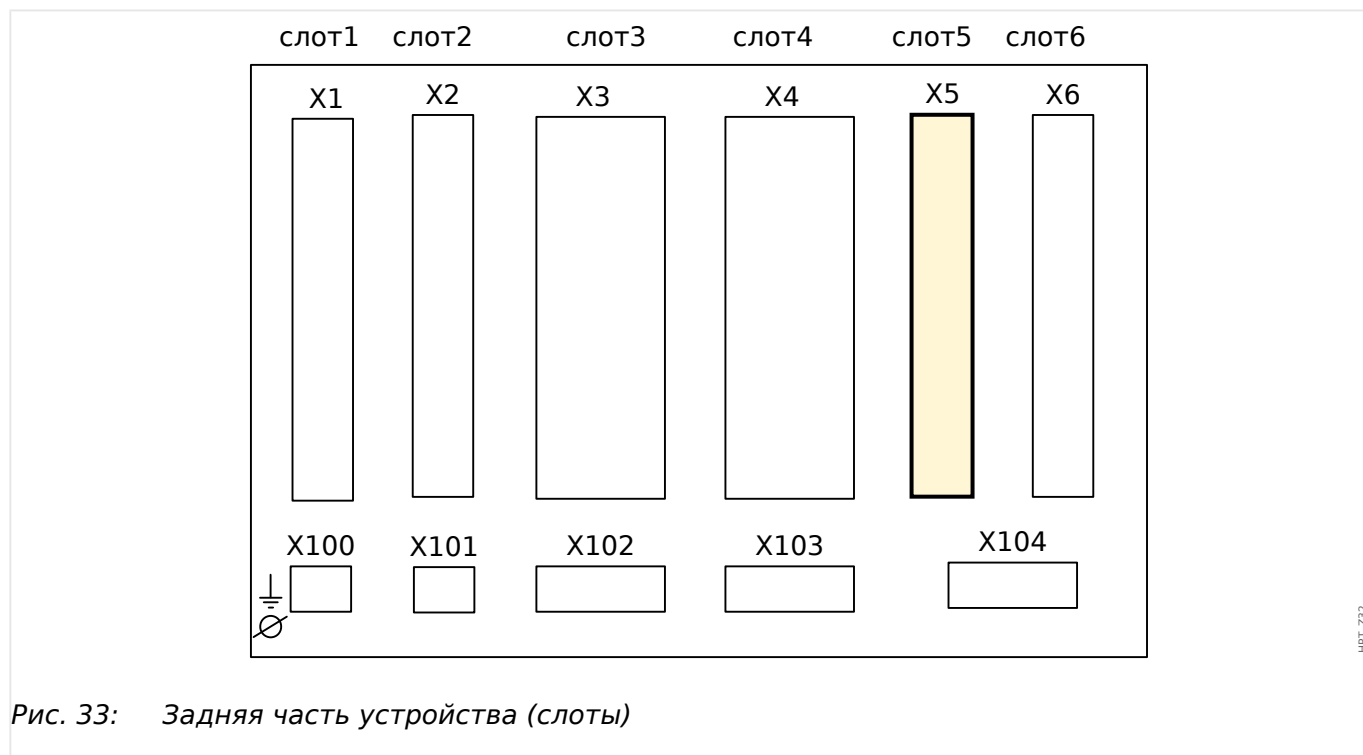 слот1 слот2 слот3 слот4 слот5 слот6
X1 X2 X3 X4 X5 X6
X100 X101 X102 X103 X104
Рис. 33: Задняя часть устройства (слоты)